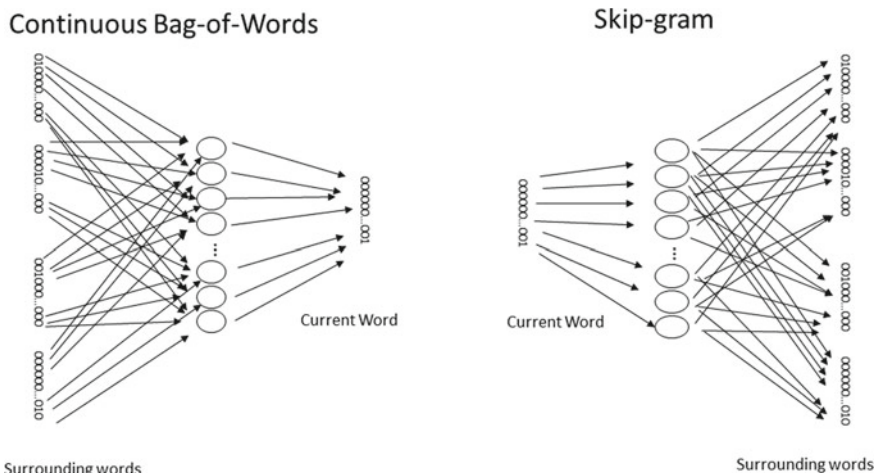 Continuous Bag-of-Words
010000...000
000010...000
001000...000
000000...010
Surrounding words
...
000000...001
Current Word
Skip-gram
000000...001
Current Word
...
010000...000
000010...000
001000...000
000000...010
Surrounding words